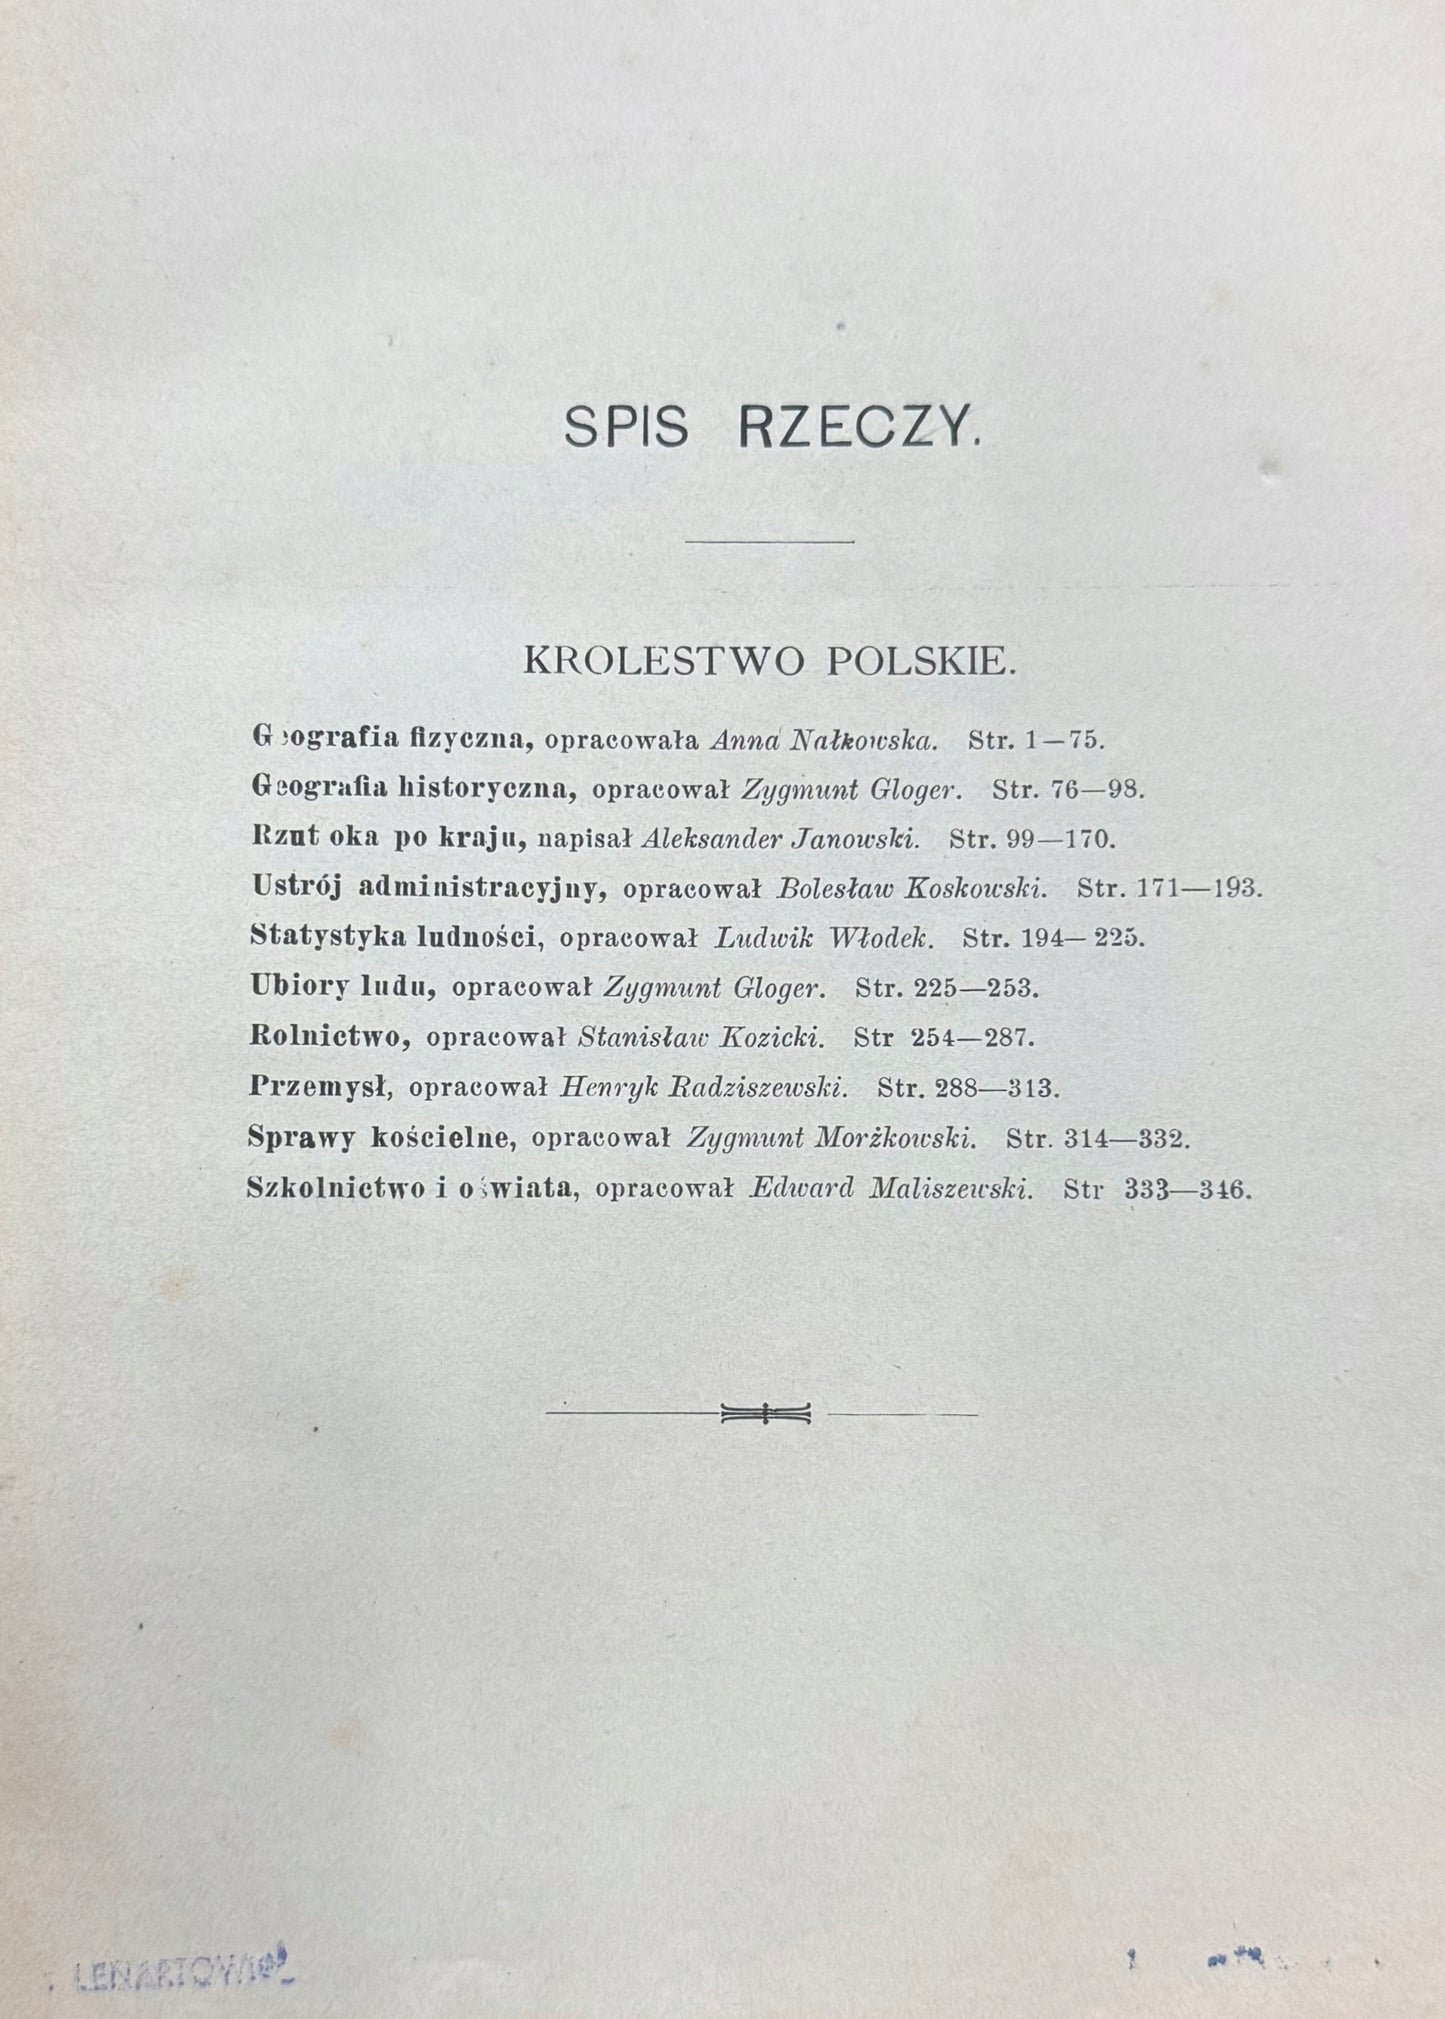 SPIS RZECZY.
KROLESTWO POLSKIE.
Geografia fizyczna, opracowała Anna Nałkowska. Str. 1—75.
Geografia historyczna, opracował Zygmunt Gloger. Str. 76—98.
Rzut oka po kraju, napisał Aleksander Janowski. Str. 99—170.
Ustrój administracyjny, opracował Bolesław Koskowski. Str. 171—193.
Statystyka ludności, opracował Ludwik Włodek. Str. 194—225.
Ubiory ludu, opracował Zygmunt Gloger. Str. 225—253.
Rolnictwo, opracował Stanisław Kozicki. Str 254—287.
Przemysł, opracował Henryk Radziszewski. Str. 288—313.
Sprawy kościelne, opracował Zygmunt Morżkowski. Str. 314—332.
Szkolnictwo i oświata, opracował Edward Maliszewski. Str 333—346.